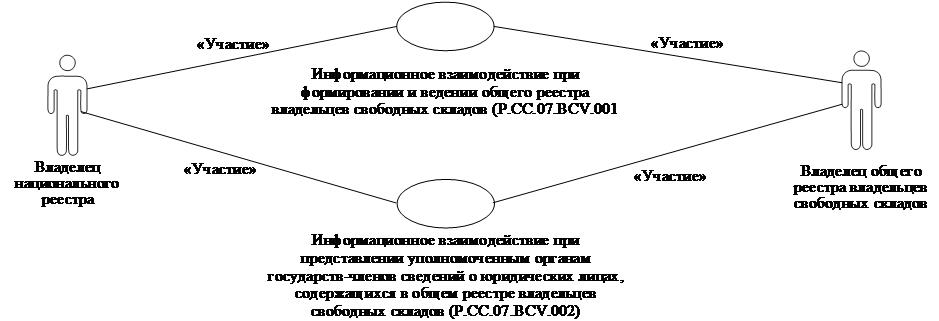 «Участие»
«Участие»
Информационное взаимодействие при
формировании и ведении общего реестра
владельцев свободных складов (P.CC.07.BCV.001
«Участие»
«Участие»
Владелец
национального
реестра
Владелец общего
реестра владельцев
свободных складов
Информационное взаимодействие при
представлении уполномоченным органам
государств-членов сведений о юридических лицах,
содержащихся в общем реестре владельцев
свободных складов (P.CC.07.BCV.002)